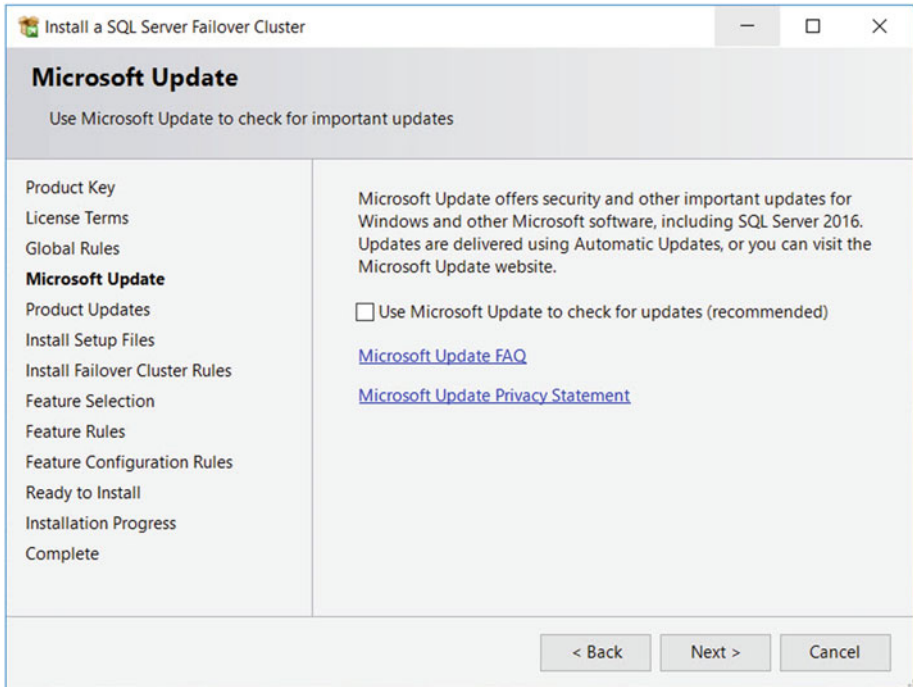 Install a SQL Server Failover Cluster
Microsoft Update
Use Microsoft Update to check for important updates
Product Key
License Terms
Global Rules
Microsoft Update
Product Updates
Install Setup Files
Install Failover Cluster Rules
Feature Selection
Feature Rules
Feature Configuration Rules
Ready to Install
Installation Progress
Complete
Microsoft Update offers security and other important updates for
Windows and other Microsoft software, including SQL Server 2016.
Updates are delivered using Automatic Updates, or you can visit the
Microsoft Update website.
Use Microsoft Update to check for updates (recommended)
Microsoft Update FAQ
Microsoft Update Privacy Statement
< Back
Next >
Cancel